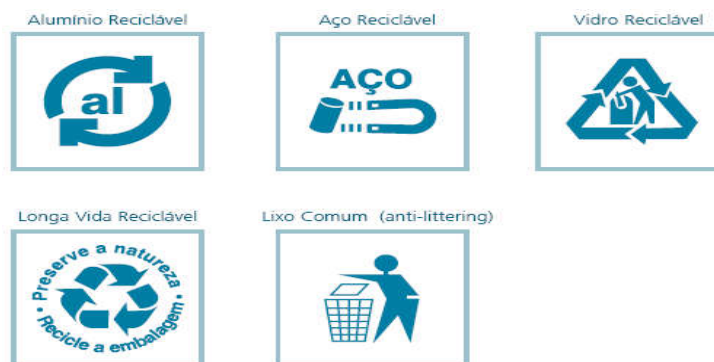 Alumínio Reciclável
Aço Reciclável
Vidro Reciclável
al
AÇO
Longa Vida Reciclável
Lixo Comum (anti-littering)
Preserve a natureza
• Recicle a embalagem •